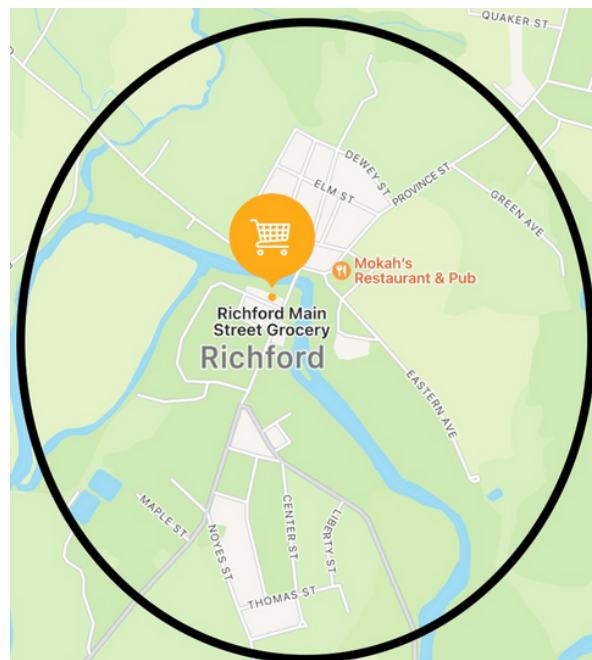 QUAKER ST
DEWEY ST
PROVINCE ST
ELM ST
GREEN AVE
Mokah's
Restaurant & Pub
Richford Main
Street Grocery
Richford
EASTERN AVE
MAPLE ST
NOYES ST
CENTER ST
LIBERTY ST
THOMAS ST